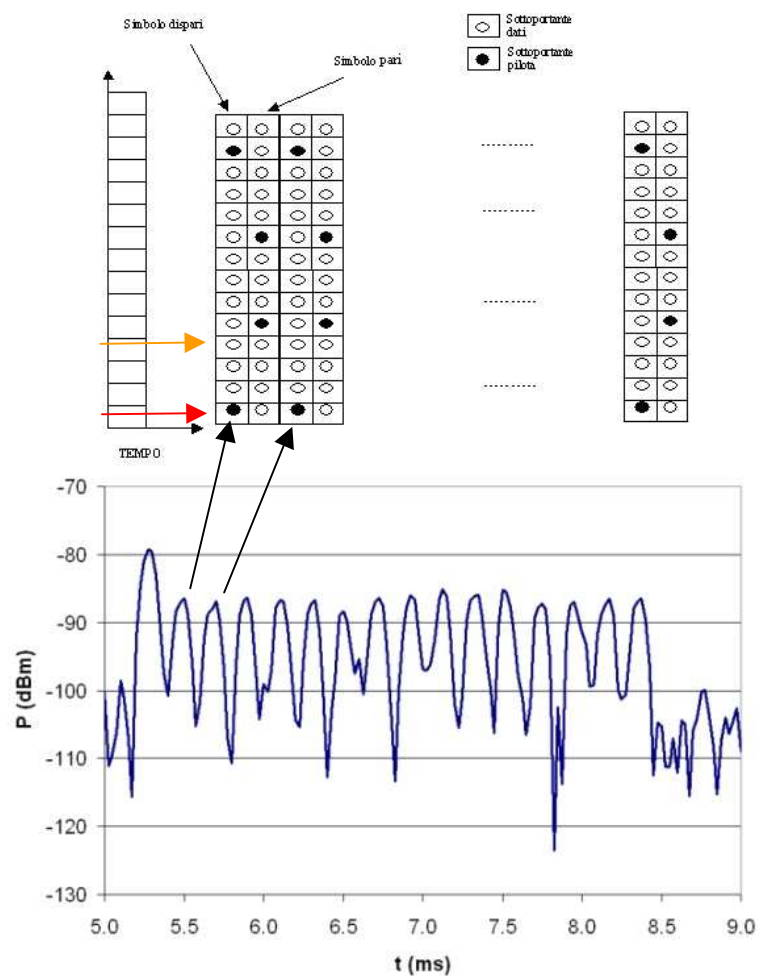 Simbolo dispari
Simbolo pari
Sottoportante
dati
Sottoportante
pilota
TEMPO
-70
-80
-90
-100
-110
-120
-130
P (dBm)
5.0 5.5 6.0 6.5 7.0 7.5 8.0 8.5 9.0
t (ms)